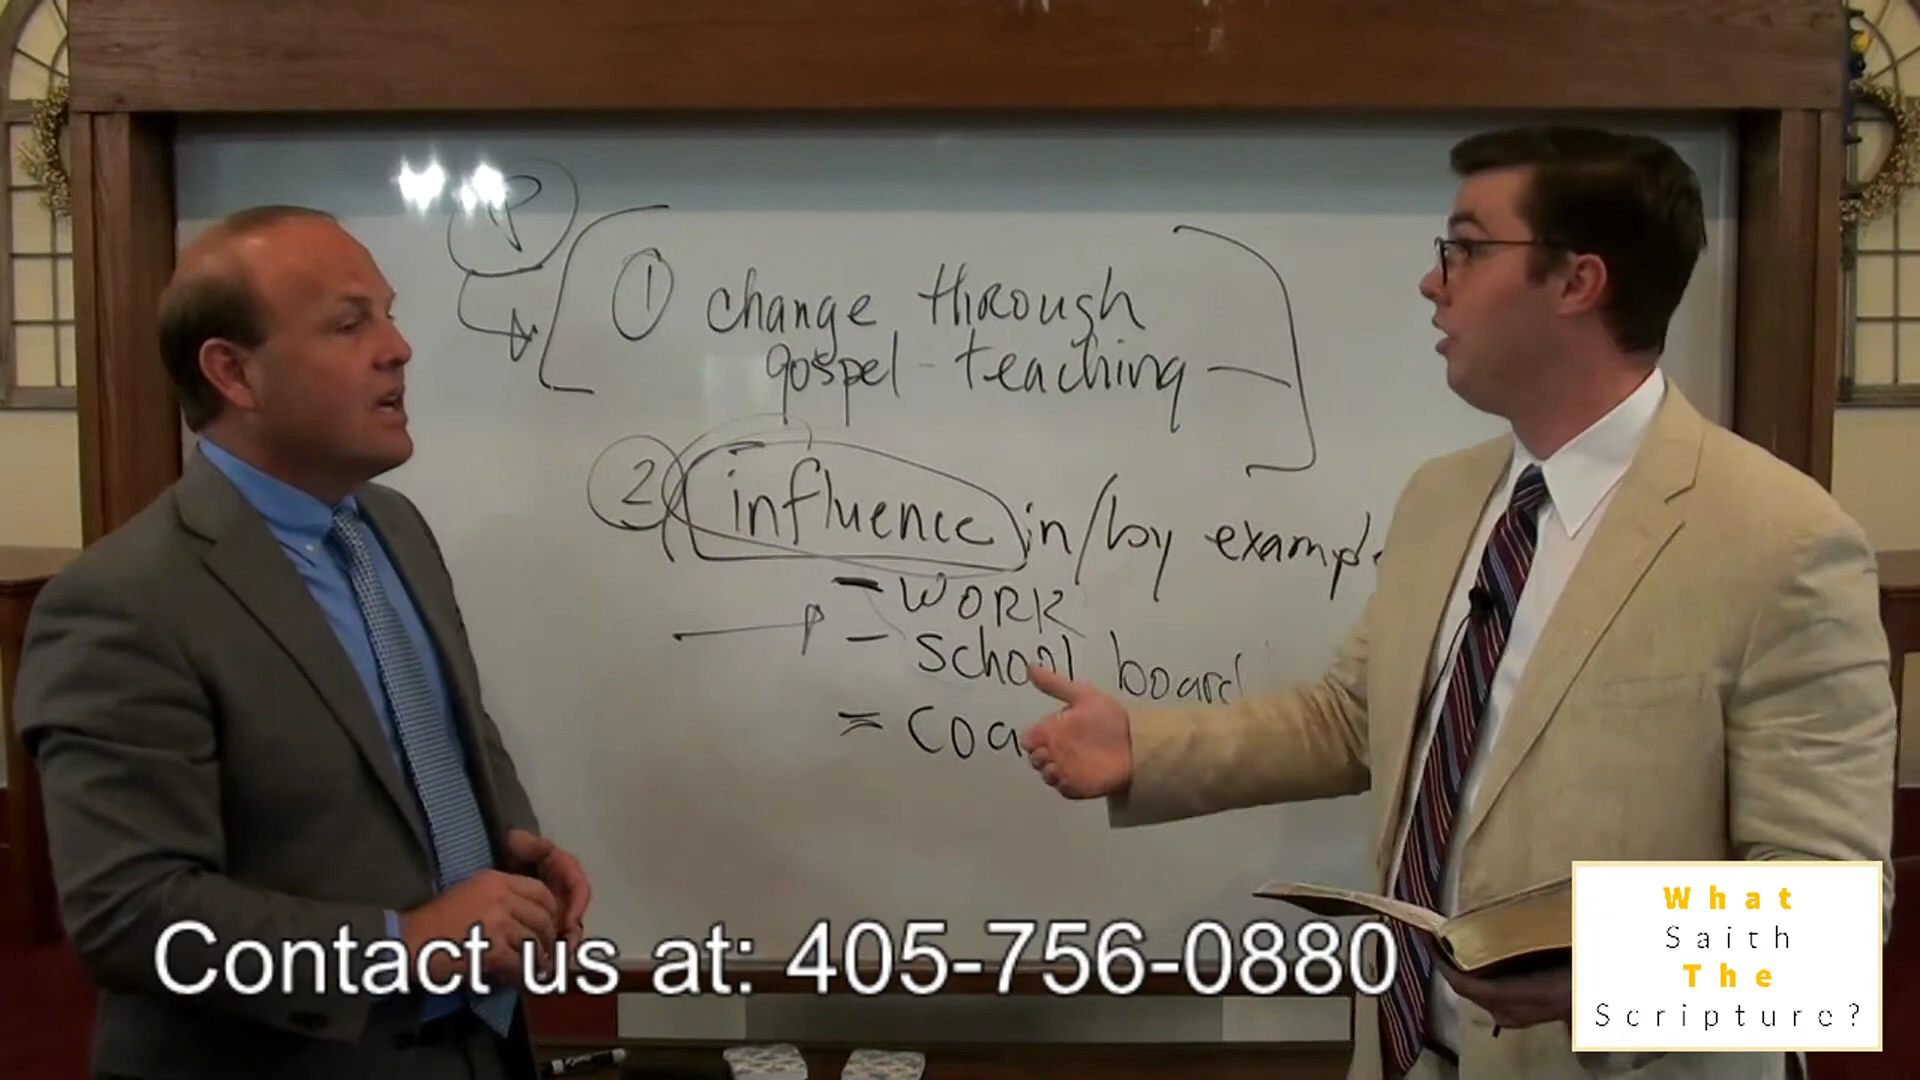 P
① change through
gospel-teaching
② influence in/by example
- WORK
- school board
= coa
Contact us at: 405-756-0880
What
Saith
The
Scripture?